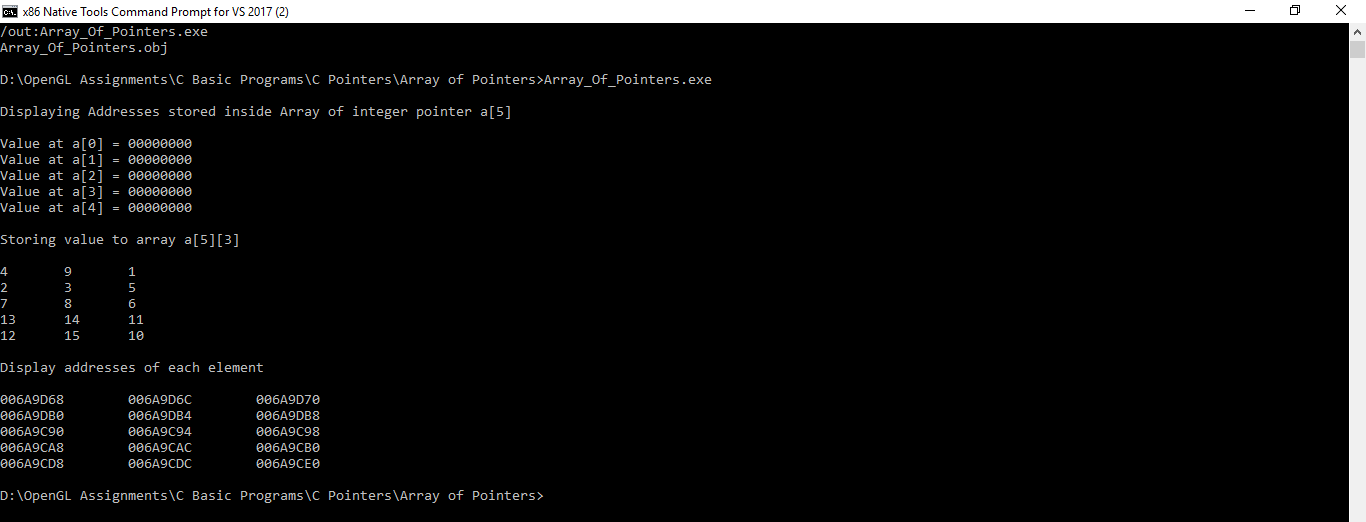 x86 Native Tools Command Prompt for VS 2017 (2)
/out:Array_Of_Pointers.exe
Array_Of_Pointers.obj
D:\OpenGL Assignments\C Basic Programs\C Pointers\Array of Pointers>Array_Of_Pointers.exe
Displaying Addresses stored inside Array of integer pointer a[5]
Value at a[0] = 00000000
Value at a[1] = 00000000
Value at a[2] = 00000000
Value at a[3] = 00000000
Value at a[4] = 00000000
Storing value to array a[5][3]
4 9 1
2 3 5
7 8 6
13 14 11
12 15 10
Display addresses of each element
006A9D68 006A9D6C 006A9D70
006A9DB0 006A9DB4 006A9DB8
006A9C90 006A9C94 006A9C98
006A9CA8 006A9CAC 006A9CB0
006A9CD8 006A9CDC 006A9CE0
D:\OpenGL Assignments\C Basic Programs\C Pointers\Array of Pointers>